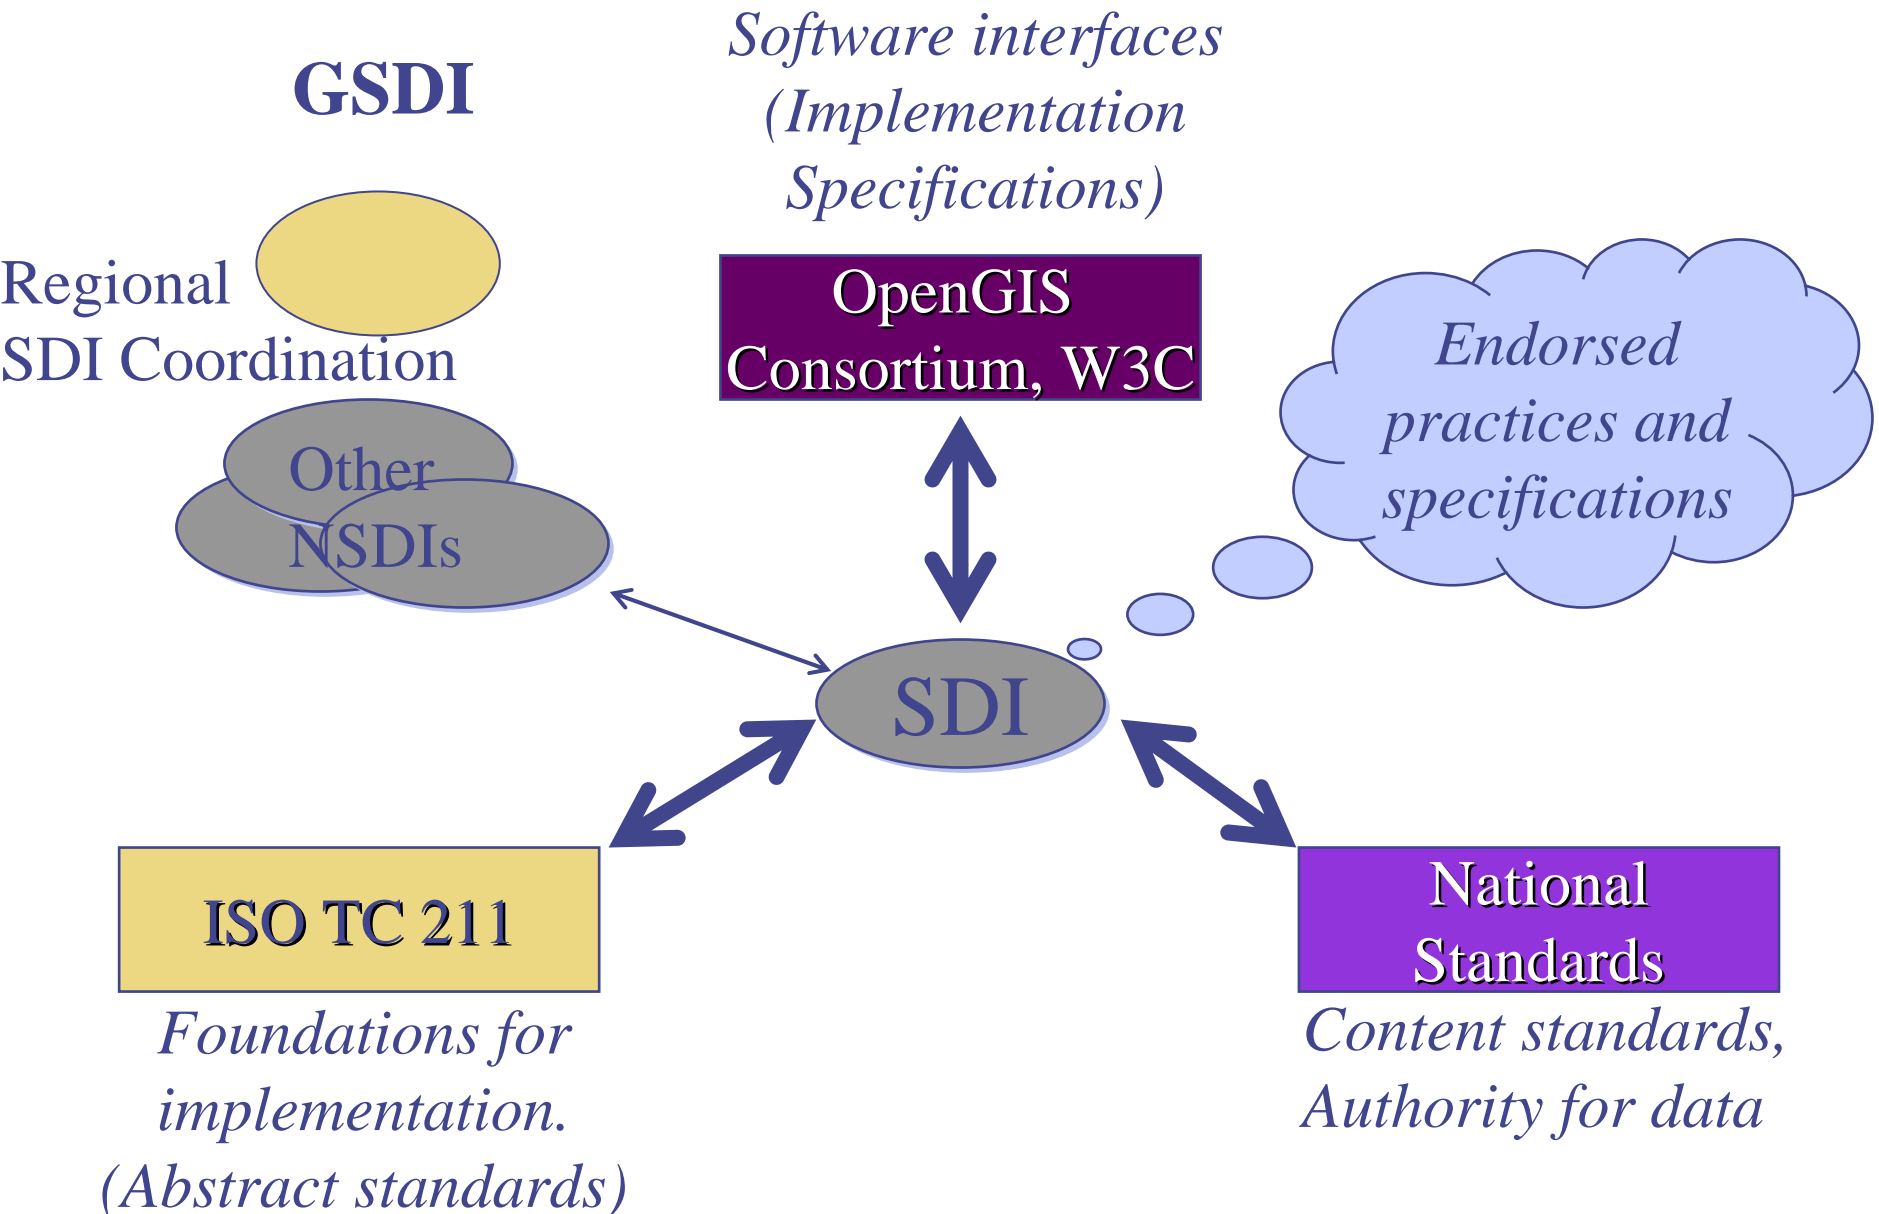 GSDI
Software interfaces
(Implementation
Specifications)
Regional
SDI Coordination
OpenGIS
Consortium, W3C
Endorsed
practices and
specifications
Other
NSDIs
SDI
ISO TC 211
Foundations for
implementation.
(Abstract standards)
National
Standards
Content standards,
Authority for data